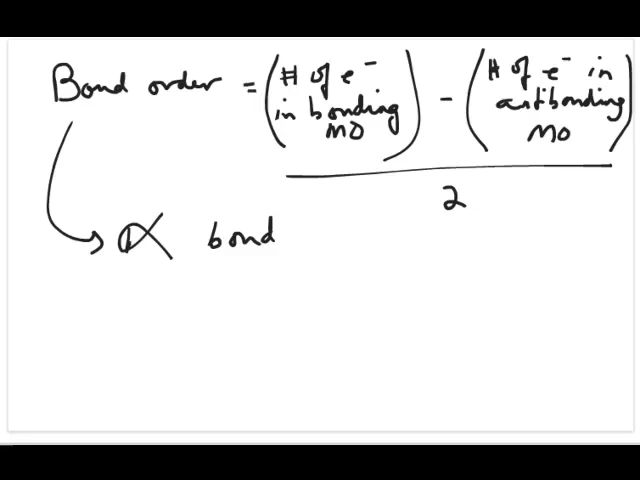 Bond order = (# of e⁻ in bonding MO) - (# of e⁻ in antibonding MO)
2
∝ bond